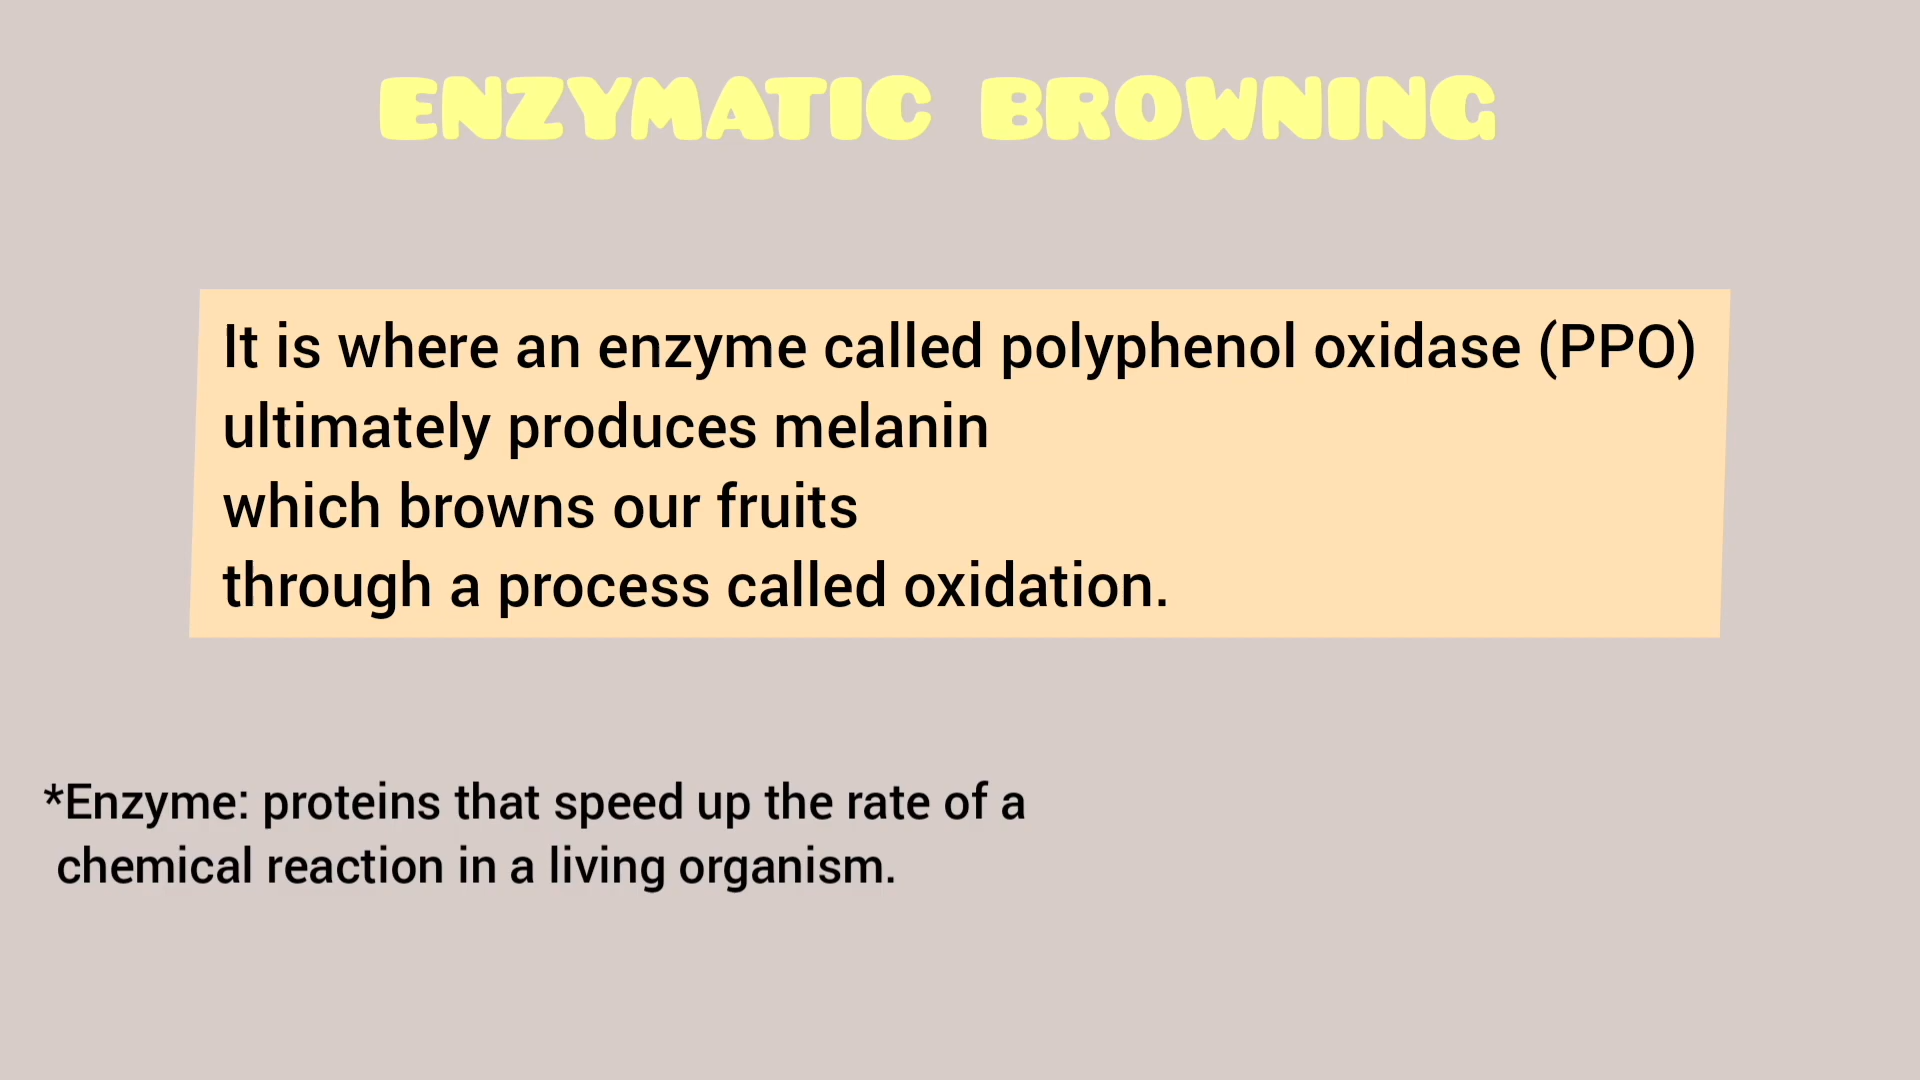 ENZYMATIC BROWNING
It is where an enzyme called polyphenol oxidase (PPO)
ultimately produces melanin
which browns our fruits
through a process called oxidation.
*Enzyme: proteins that speed up the rate of a
chemical reaction in a living organism.